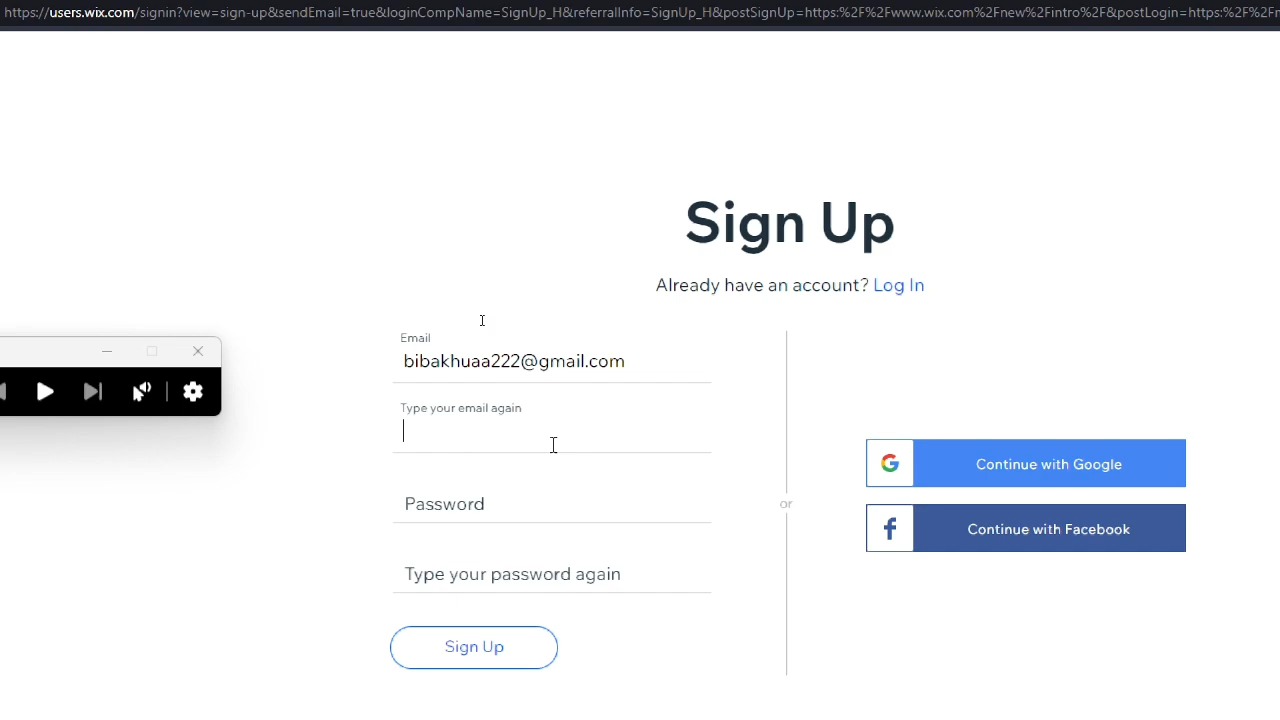 https://users.wix.com/signin?view=sign-up&sendEmail=true&loginCompName=SignUp_H&referralInfo=SignUp_H&postSignUp=https:%2F%2Fwww.wix.com%2Fnew%2Fintro%2F&postLogin=https:%2F%2F
Sign Up
Already have an account? Log In
Email
bibakhuaa222@gmail.com
Type your email again
Password
Type your password again
Sign Up
or
Continue with Google
Continue with Facebook